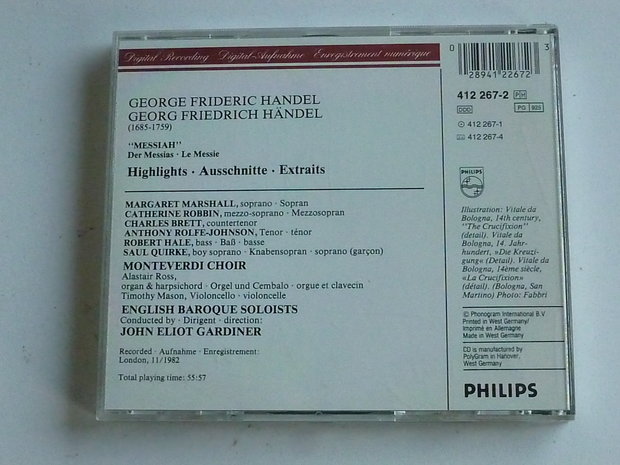 Digital Recording Digital-Aufnahme Enregistrement numérique
GEORGE FRIDERIC HANDEL
GEORG FRIEDRICH HÄNDEL
(1685-1759)
"MESSIAH"
Der Messias · Le Messie
Highlights · Ausschnitte · Extraits
MARGARET MARSHALL, soprano · Sopran
CATHERINE ROBBIN, mezzo-soprano · Mezzosopran
CHARLES BRETT, countertenor
ANTHONY ROLFE-JOHNSON, Tenor · ténor
ROBERT HALE, bass · Baß · basse
SAUL QUIRKE, boy soprano · Knabensopran · soprano (garçon)
MONTEVERDI CHOIR
Alastair Ross,
organ & harpsichord · Orgel und Cembalo · orgue et clavecin
Timothy Mason, Violoncello · violoncelle
ENGLISH BAROQUE SOLOISTS
Conducted by · Dirigent · direction:
JOHN ELIOT GARDINER
Recorded · Aufnahme · Enregistrement:
London, 11/1982
Total playing time: 55:57
0 28941 22672 3
412 267-2 PH
DDD PG 925
412 267-1
412 267-4
PHILIPS
Illustration: Vitale da
Bologna, 14th century,
"The Crucifixion"
(detail). Vitale da
Bologna, 14. Jahr-
hundert, »Die Kreuzi-
gung« (Detail). Vitale da
Bologna, 14ème siècle,
«La Crucifixion»
(détail). (Bologna, San
Martino) Photo: Fabbri
Ⓟ Phonogram International B.V.
Printed in West Germany/
Imprimé en Allemagne
Made in West Germany
CD is manufactured by
PolyGram in Hanover,
West Germany
PHILIPS